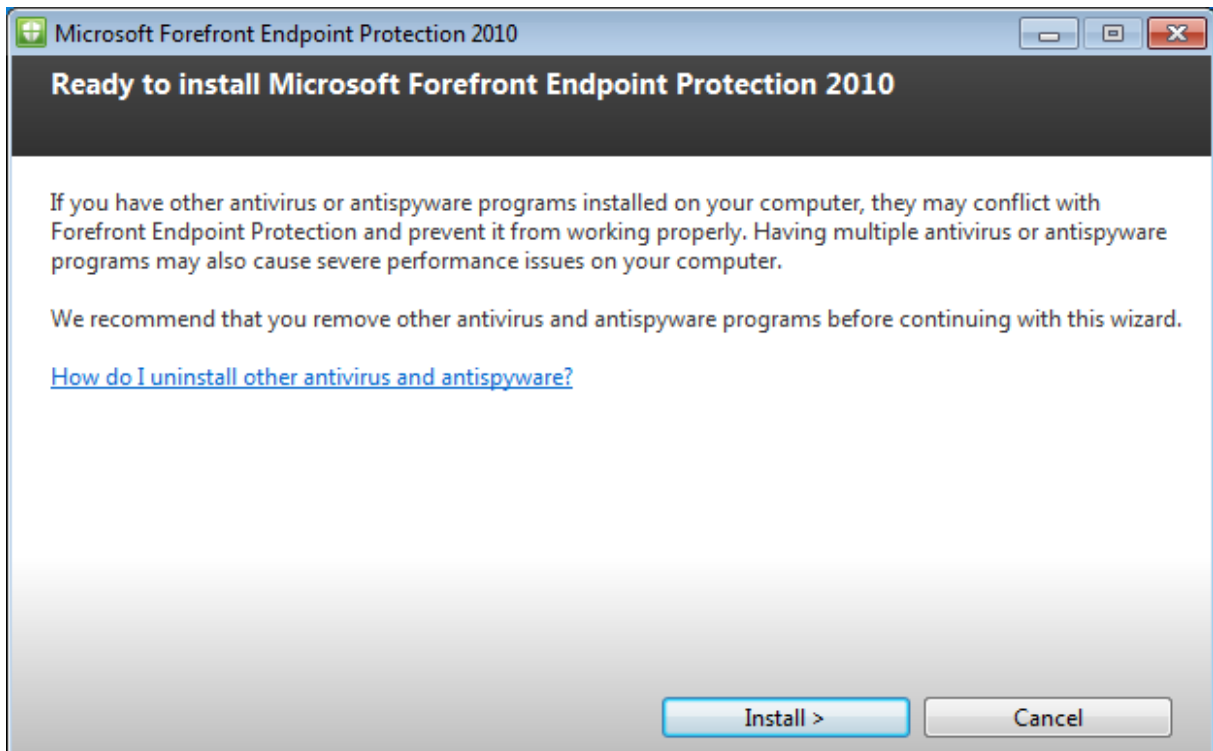 Microsoft Forefront Endpoint Protection 2010
Ready to install Microsoft Forefront Endpoint Protection 2010
If you have other antivirus or antispyware programs installed on your computer, they may conflict with
Forefront Endpoint Protection and prevent it from working properly. Having multiple antivirus or antispyware
programs may also cause severe performance issues on your computer.
We recommend that you remove other antivirus and antispyware programs before continuing with this wizard.
How do I uninstall other antivirus and antispyware?
Install >
Cancel